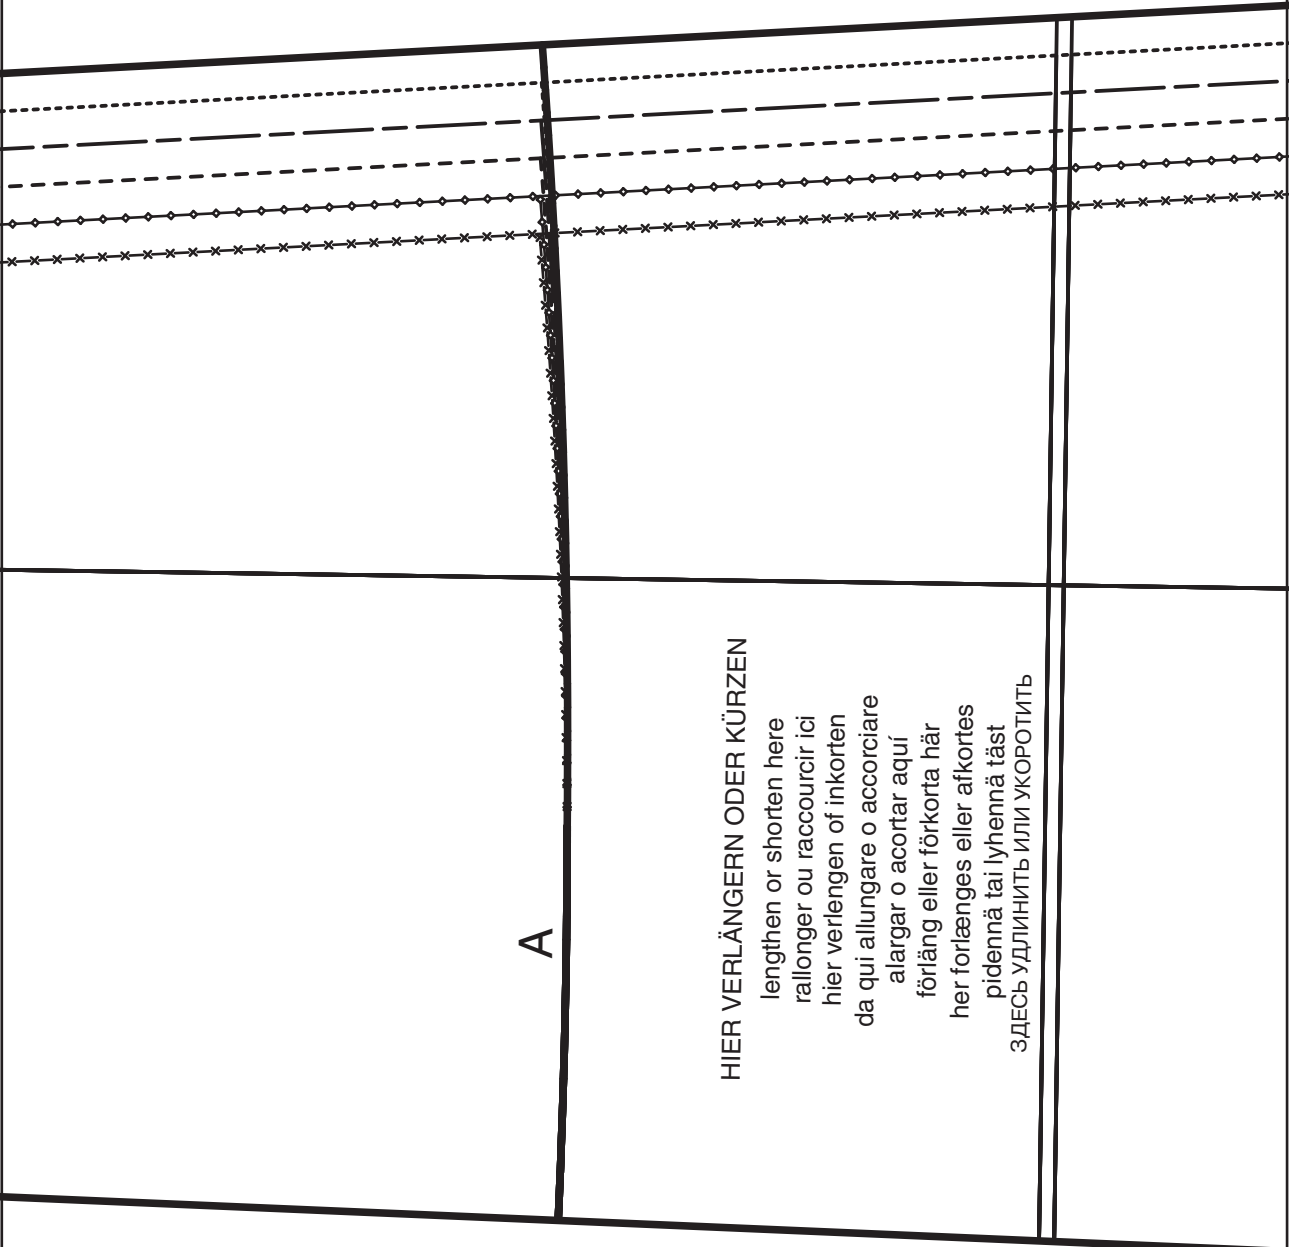 A
HIER VERLÄNGERN ODER KÜRZEN
lengthen or shorten here
rallonger ou raccourcir ici
hier verlengen of inkorten
da qui allungare o accorciare
alargar o acortar aquí
förläng eller förkorta här
her forlænges eller afkortes
pidennä tai lyhennä täst
ЗДЕСЬ УДЛИНИТЬ ИЛИ УКОРОТИТЬ